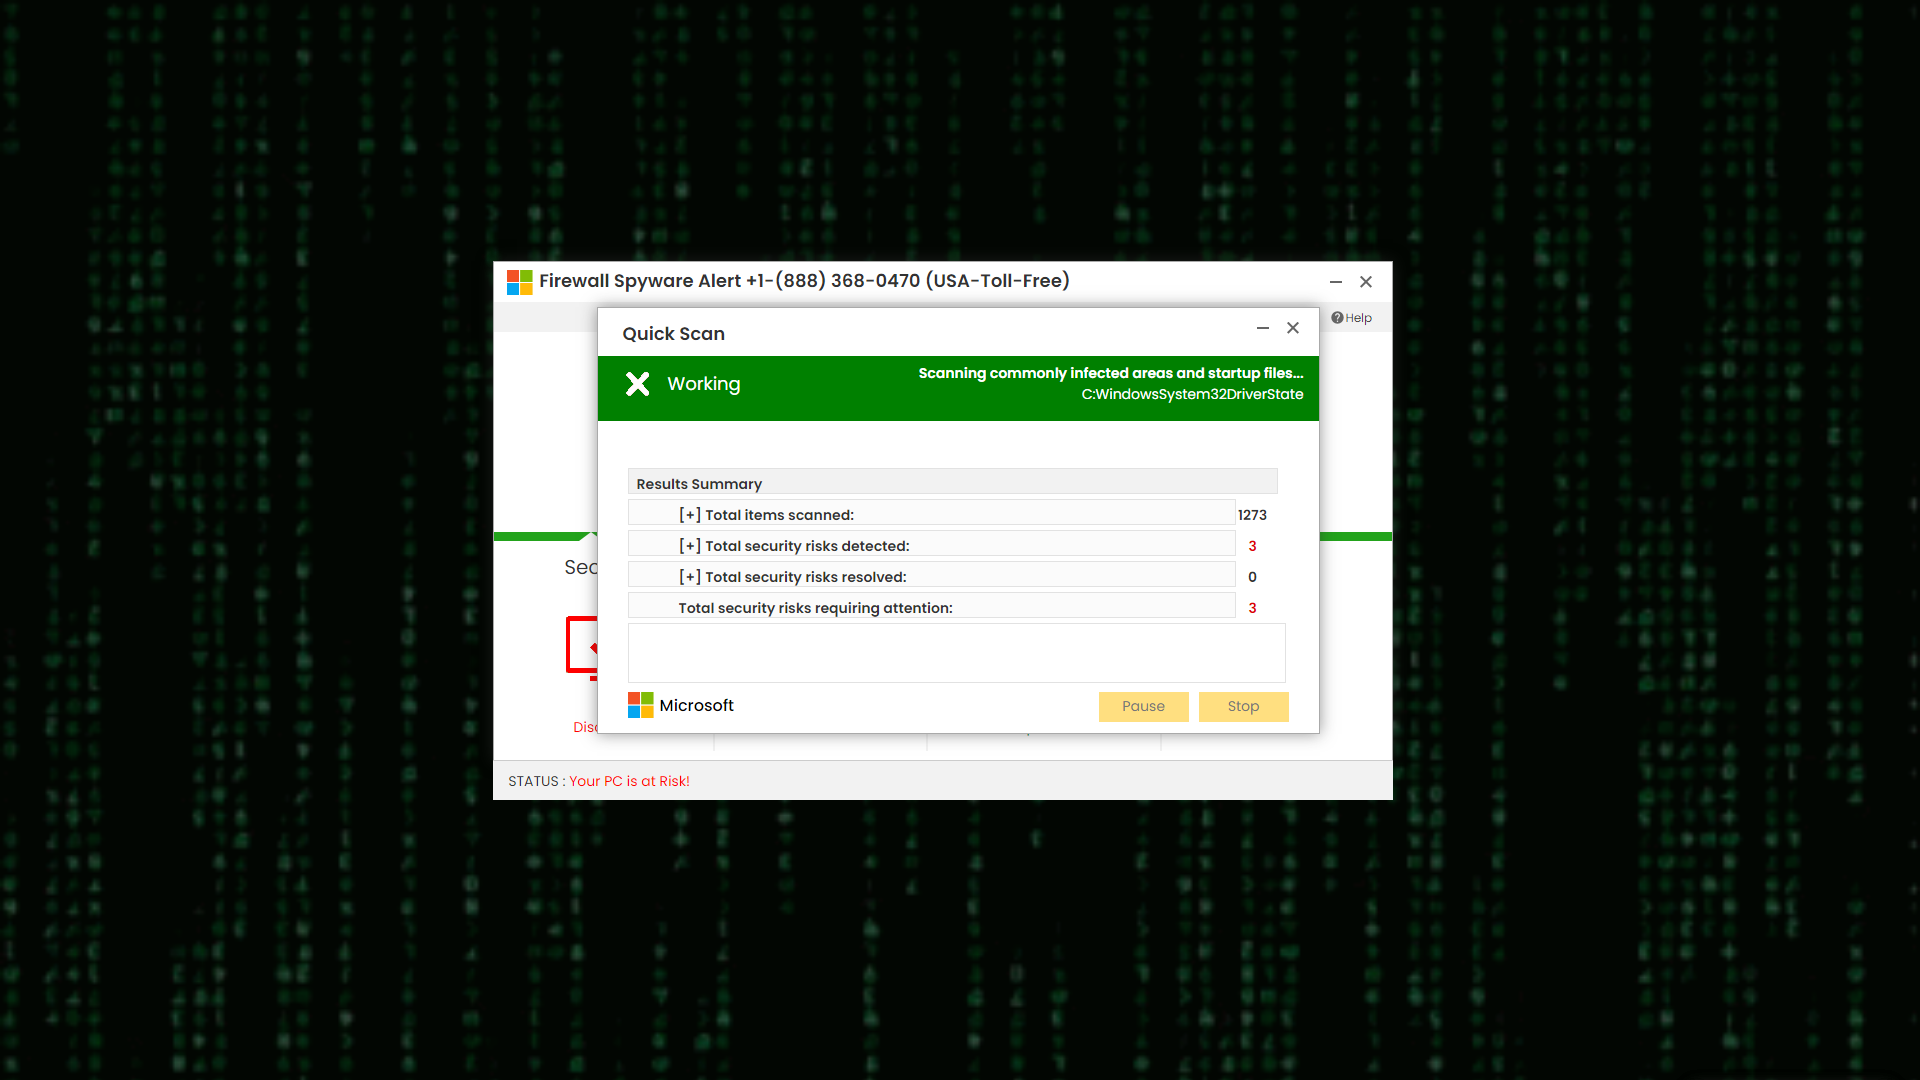 Firewall Spyware Alert +1-(888) 368-0470 (USA-Toll-Free)
Help
Quick Scan
Working
Scanning commonly infected areas and startup files...
C:WindowsSystem32DriverState
Results Summary
[+] Total items scanned: 1273
[+] Total security risks detected: 3
[+] Total security risks resolved: 0
Total security risks requiring attention: 3
Sec
Disc
Microsoft
Pause
Stop
STATUS : Your PC is at Risk!